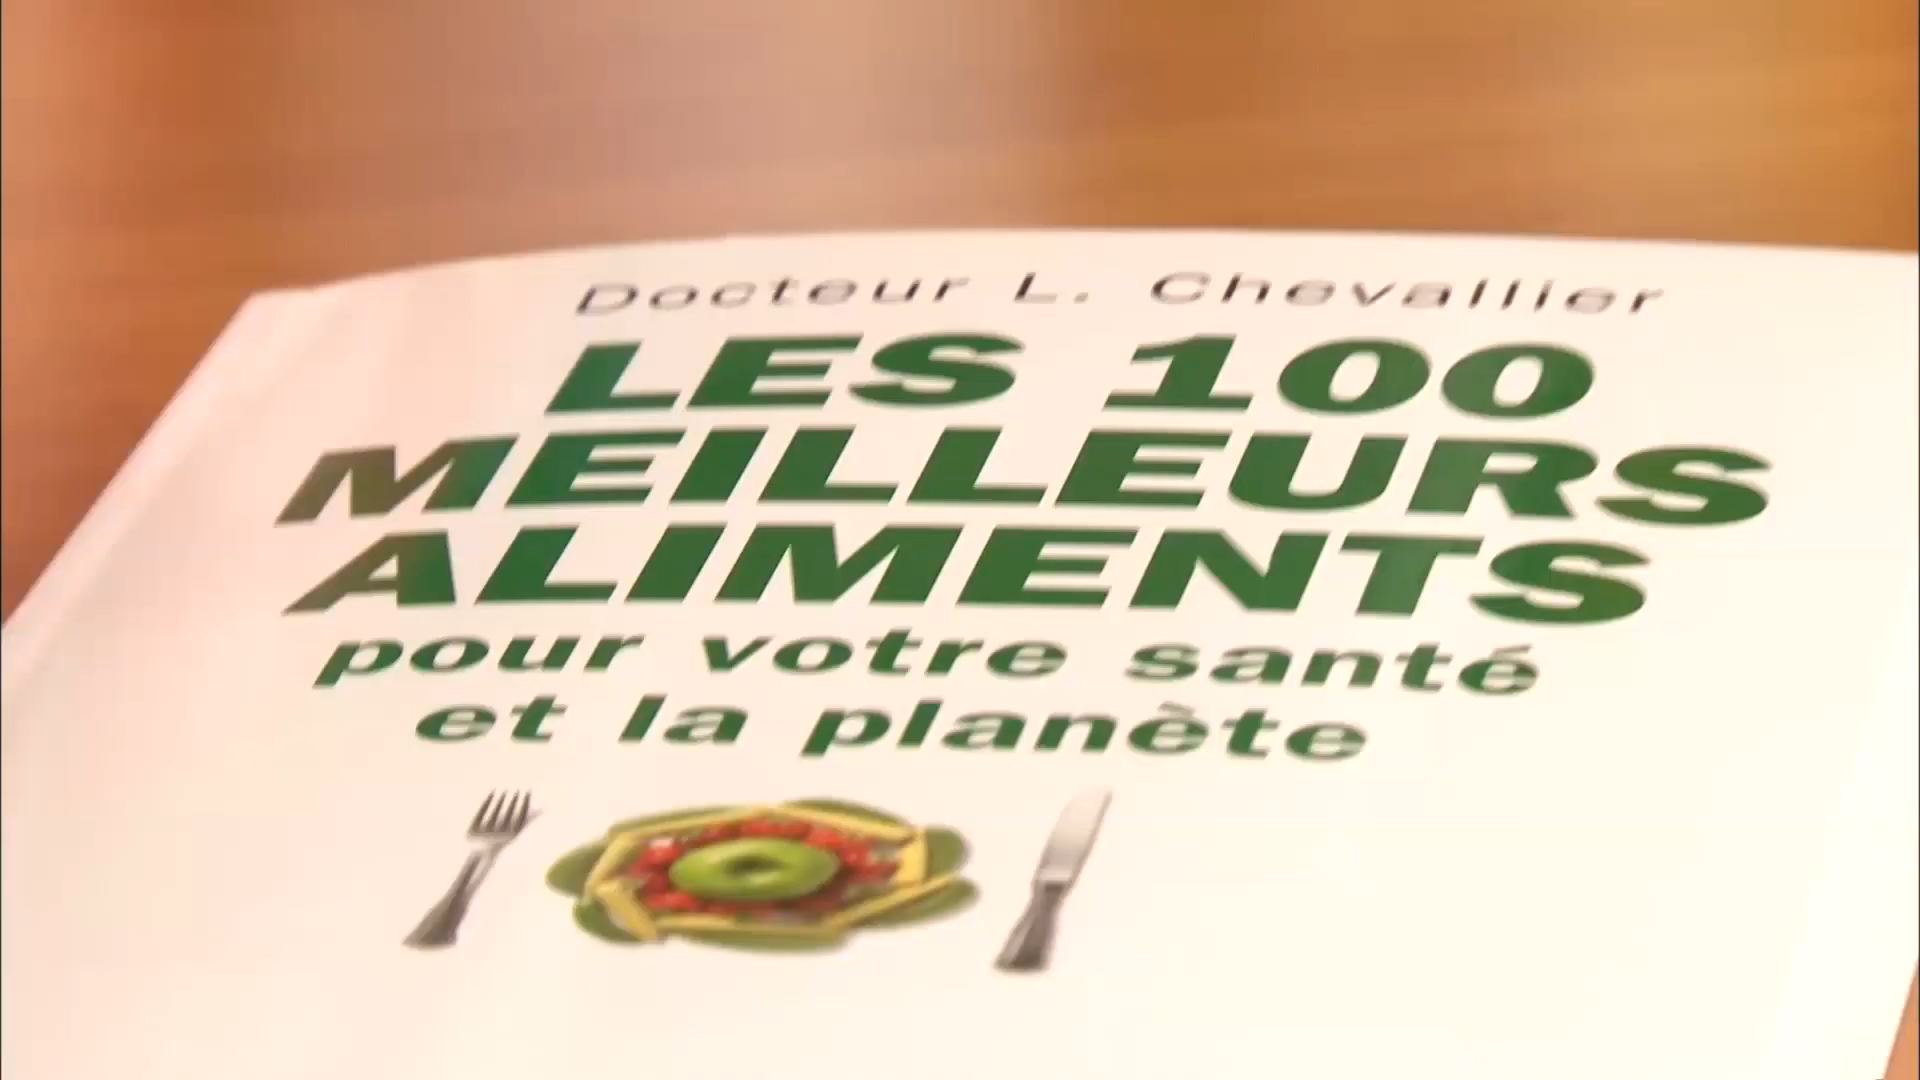 Docteur L. Chevallier
LES 100
MEILLEURS
ALIMENTS
pour votre santé
et la planète